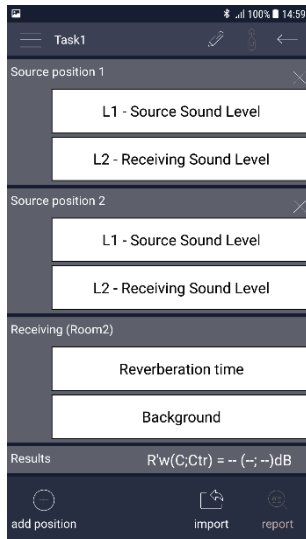 100% 14:59
Task1
Source position 1
L1 - Source Sound Level
L2 - Receiving Sound Level
Source position 2
L1 - Source Sound Level
L2 - Receiving Sound Level
Receiving (Room2)
Reverberation time
Background
Results R'w(C;Ctr) = -- (--; --)dB
add position import report